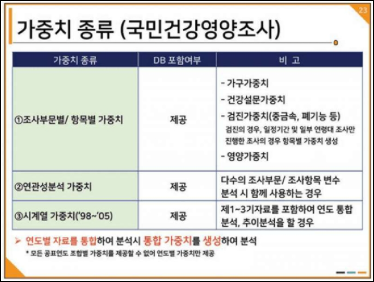 23
가중치 종류 (국민건강영양조사)
가중치 종류
DB 포함여부
비 고
①조사부문별/ 항목별 가중치
제공
- 가구가중치
- 건강설문가중치
- 검진가중치(중금속, 폐기능 등)
검진의 경우, 일정기간 및 일부 연령대 조사만
진행한 조사의 경우 항목별 가중치 생성
- 영양가중치
②연관성분석 가중치
제공
다수의 조사부문/ 조사항목 변수
분석 시 함께 사용하는 경우
③시계열 가중치('98~'05)
제공
제1~3기자료를 포함하여 연도 통합
분석, 추이분석을 할 경우
➢ 연도별 자료를 통합하여 분석시 통합 가중치를 생성하여 분석
* 모든 공표연도 조합별 가중치를 제공할 수 없어 연도별 가중치만 제공